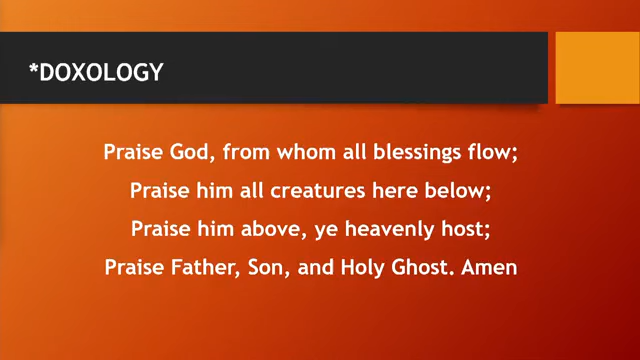 *DOXOLOGY
Praise God, from whom all blessings flow;
Praise him all creatures here below;
Praise him above, ye heavenly host;
Praise Father, Son, and Holy Ghost. Amen